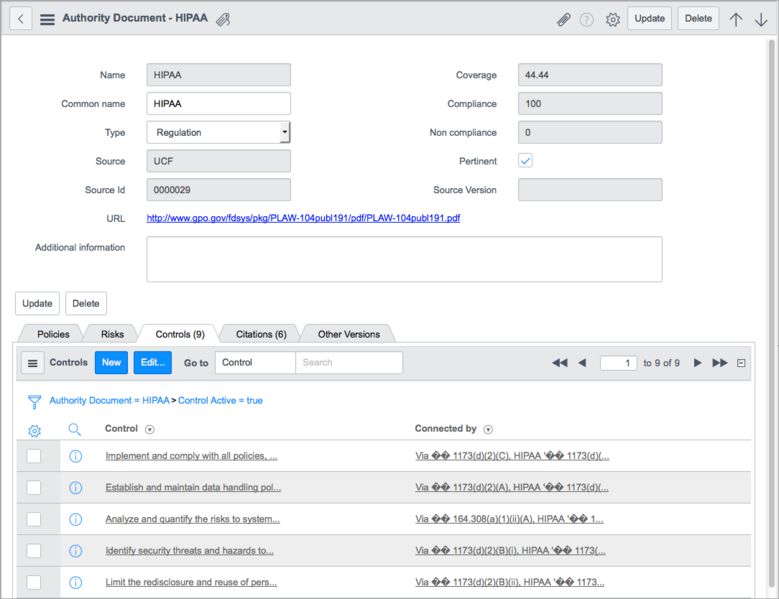 Authority Document - HIPAA
Update Delete
Name HIPAA Coverage 44.44
Common name HIPAA Compliance 100
Type Regulation Non compliance 0
Source UCF Pertinent
Source Id 0000029 Source Version
URL http://www.gpo.gov/fdsys/pkg/PLAW-104publ191/pdf/PLAW-104publ191.pdf
Additional information
Update Delete
Policies Risks Controls (9) Citations (6) Other Versions
Controls New Edit... Go to Control Search 1 to 9 of 9
Authority Document = HIPAA > Control Active = true
Control Connected by
Implement and comply with all policies, ... Via �� 1173(d)(2)(C), HIPAA '�� 1173(d)(...
Establish and maintain data handling pol... Via �� 1173(d)(2)(A), HIPAA '�� 1173(d)(...
Analyze and quantify the risks to system... Via �� 164.308(a)(1)(ii)(A), HIPAA '�� 1...
Identify security threats and hazards to... Via �� 1173(d)(2)(B)(i), HIPAA '�� 1173(...
Limit the redisclosure and reuse of pers... Via �� 1173(d)(2)(B)(ii), HIPAA '�� 1173...